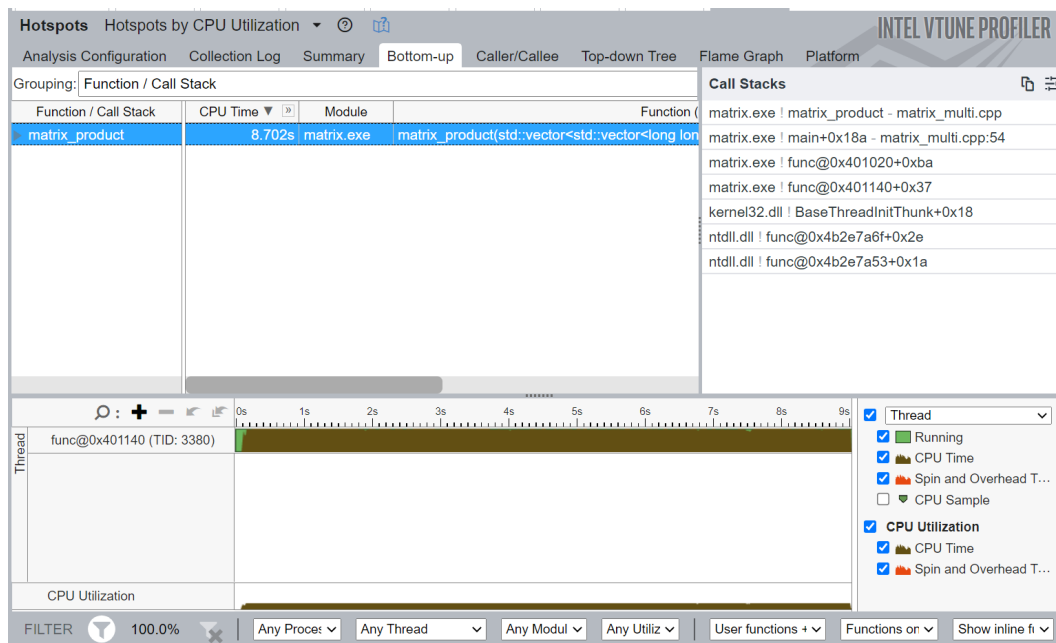 Hotspots Hotspots by CPU Utilization
INTEL VTUNE PROFILER
Analysis Configuration Collection Log Summary Bottom-up Caller/Callee Top-down Tree Flame Graph Platform
Grouping: Function / Call Stack
Call Stacks
Function / Call Stack CPU Time ▼ » Module Function (
matrix_product 8.702s matrix.exe matrix_product(std::vector<std::vector<long lon
matrix.exe ! matrix_product - matrix_multi.cpp
matrix.exe ! main+0x18a - matrix_multi.cpp:54
matrix.exe ! func@0x401020+0xba
matrix.exe ! func@0x401140+0x37
kernel32.dll ! BaseThreadInitThunk+0x18
ntdll.dll ! func@0x4b2e7a6f+0x2e
ntdll.dll ! func@0x4b2e7a53+0x1a
0s 1s 2s 3s 4s 5s 6s 7s 8s 9s
Thread
func@0x401140 (TID: 3380)
CPU Utilization
Thread
Running
CPU Time
Spin and Overhead T...
CPU Sample
CPU Utilization
CPU Time
Spin and Overhead T...
FILTER 100.0% Any Proces Any Thread Any Modul Any Utiliz User functions + Functions on Show inline fu